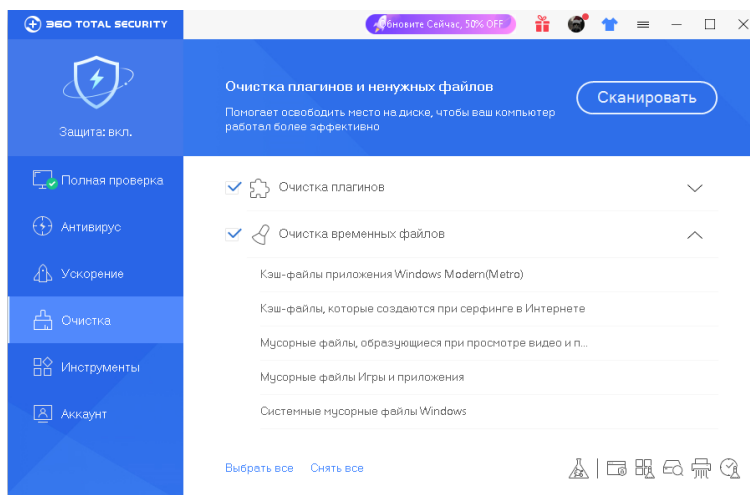 360 TOTAL SECURITY
бновите Сейчас, 50% OFF
Защита: вкл.
Очистка плагинов и ненужных файлов
Помогает освободить место на диске, чтобы ваш компьютер
работал более эффективно
Сканировать
Полная проверка
Антивирус
Ускорение
Очистка
Инструменты
Аккаунт
Очистка плагинов
Очистка временных файлов
Кэш-файлы приложения Windows Modern(Metro)
Кэш-файлы, которые создаются при серфинге в Интернете
Мусорные файлы, образующиеся при просмотре видео и п...
Мусорные файлы Игры и приложения
Системные мусорные файлы Windows
Выбрать все
Снять все